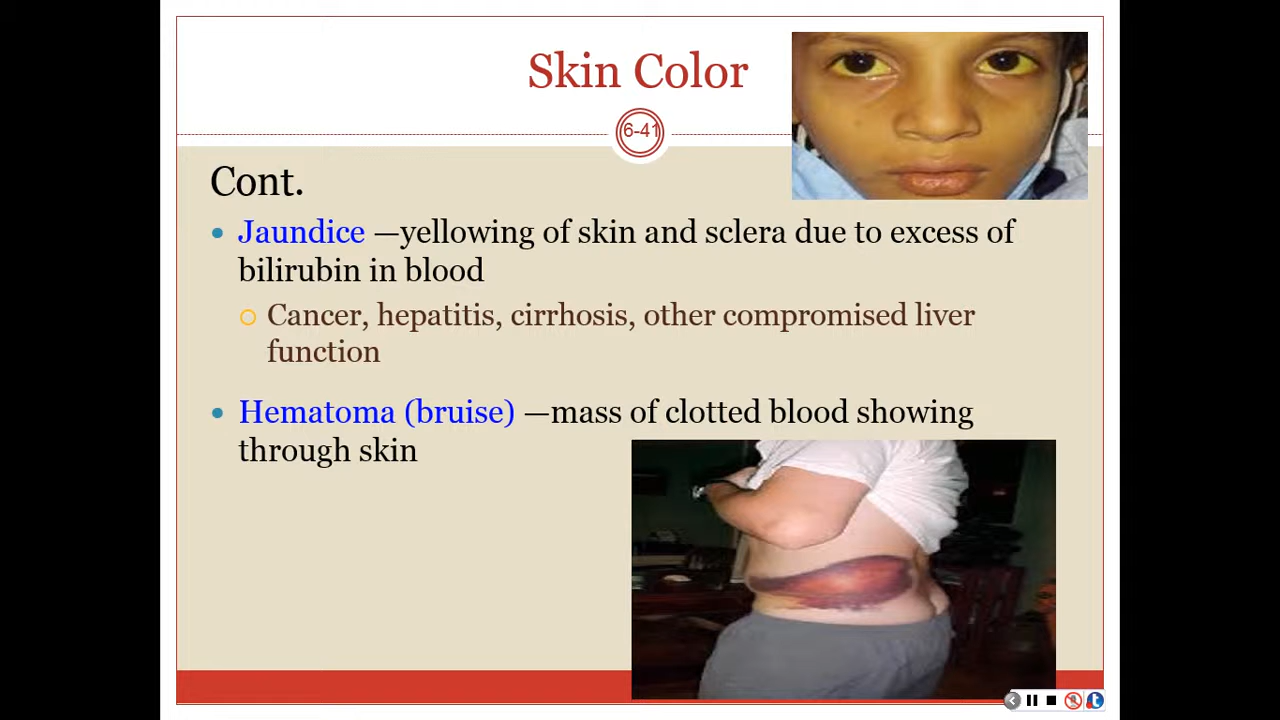 Skin Color
6-41
Cont.
Jaundice —yellowing of skin and sclera due to excess of
bilirubin in blood
Cancer, hepatitis, cirrhosis, other compromised liver
function
Hematoma (bruise) —mass of clotted blood showing
through skin